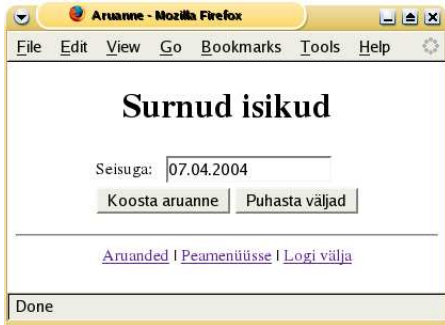 Aruanne - Mozilla Firefox
File Edit View Go Bookmarks Tools Help
Surnud isikud
Seisuga: 07.04.2004
Koosta aruanne Puhasta väljad
Aruanded | Peamenüüsse | Logi välja
Done